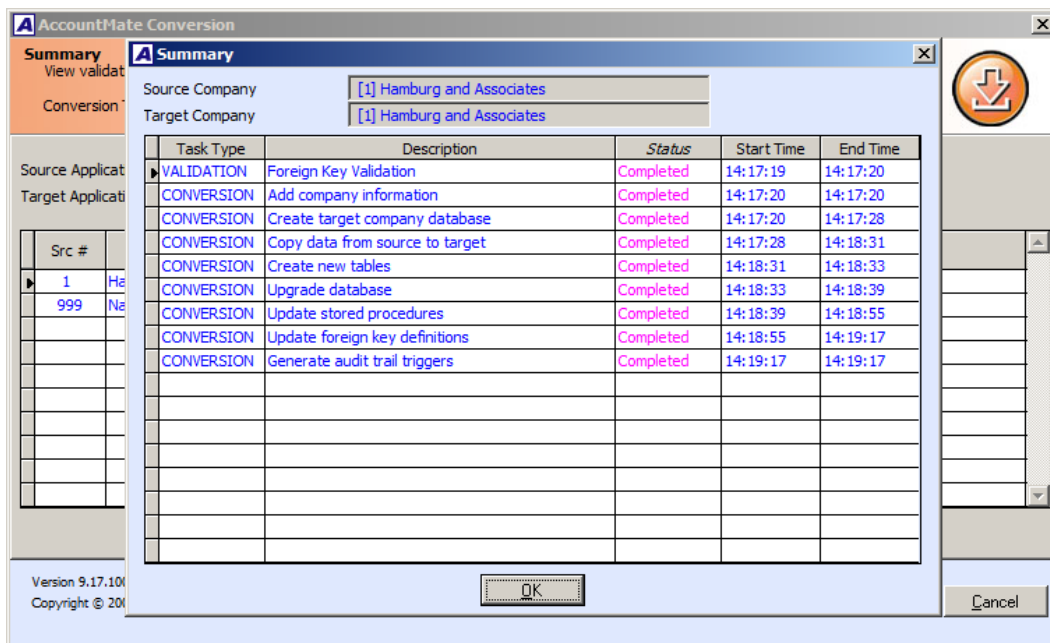 AccountMate Conversion
Summary
View validat
Conversion T
Source Applicat
Target Applicati
Src #
1 Ha
999 Na
Version 9.17.100
Copyright © 200
Cancel
Summary
Source Company [1] Hamburg and Associates
Target Company [1] Hamburg and Associates
Task Type Description Status Start Time End Time
VALIDATION Foreign Key Validation Completed 14:17:19 14:17:20
CONVERSION Add company information Completed 14:17:20 14:17:20
CONVERSION Create target company database Completed 14:17:20 14:17:28
CONVERSION Copy data from source to target Completed 14:17:28 14:18:31
CONVERSION Create new tables Completed 14:18:31 14:18:33
CONVERSION Upgrade database Completed 14:18:33 14:18:39
CONVERSION Update stored procedures Completed 14:18:39 14:18:55
CONVERSION Update foreign key definitions Completed 14:18:55 14:19:17
CONVERSION Generate audit trail triggers Completed 14:19:17 14:19:17
OK